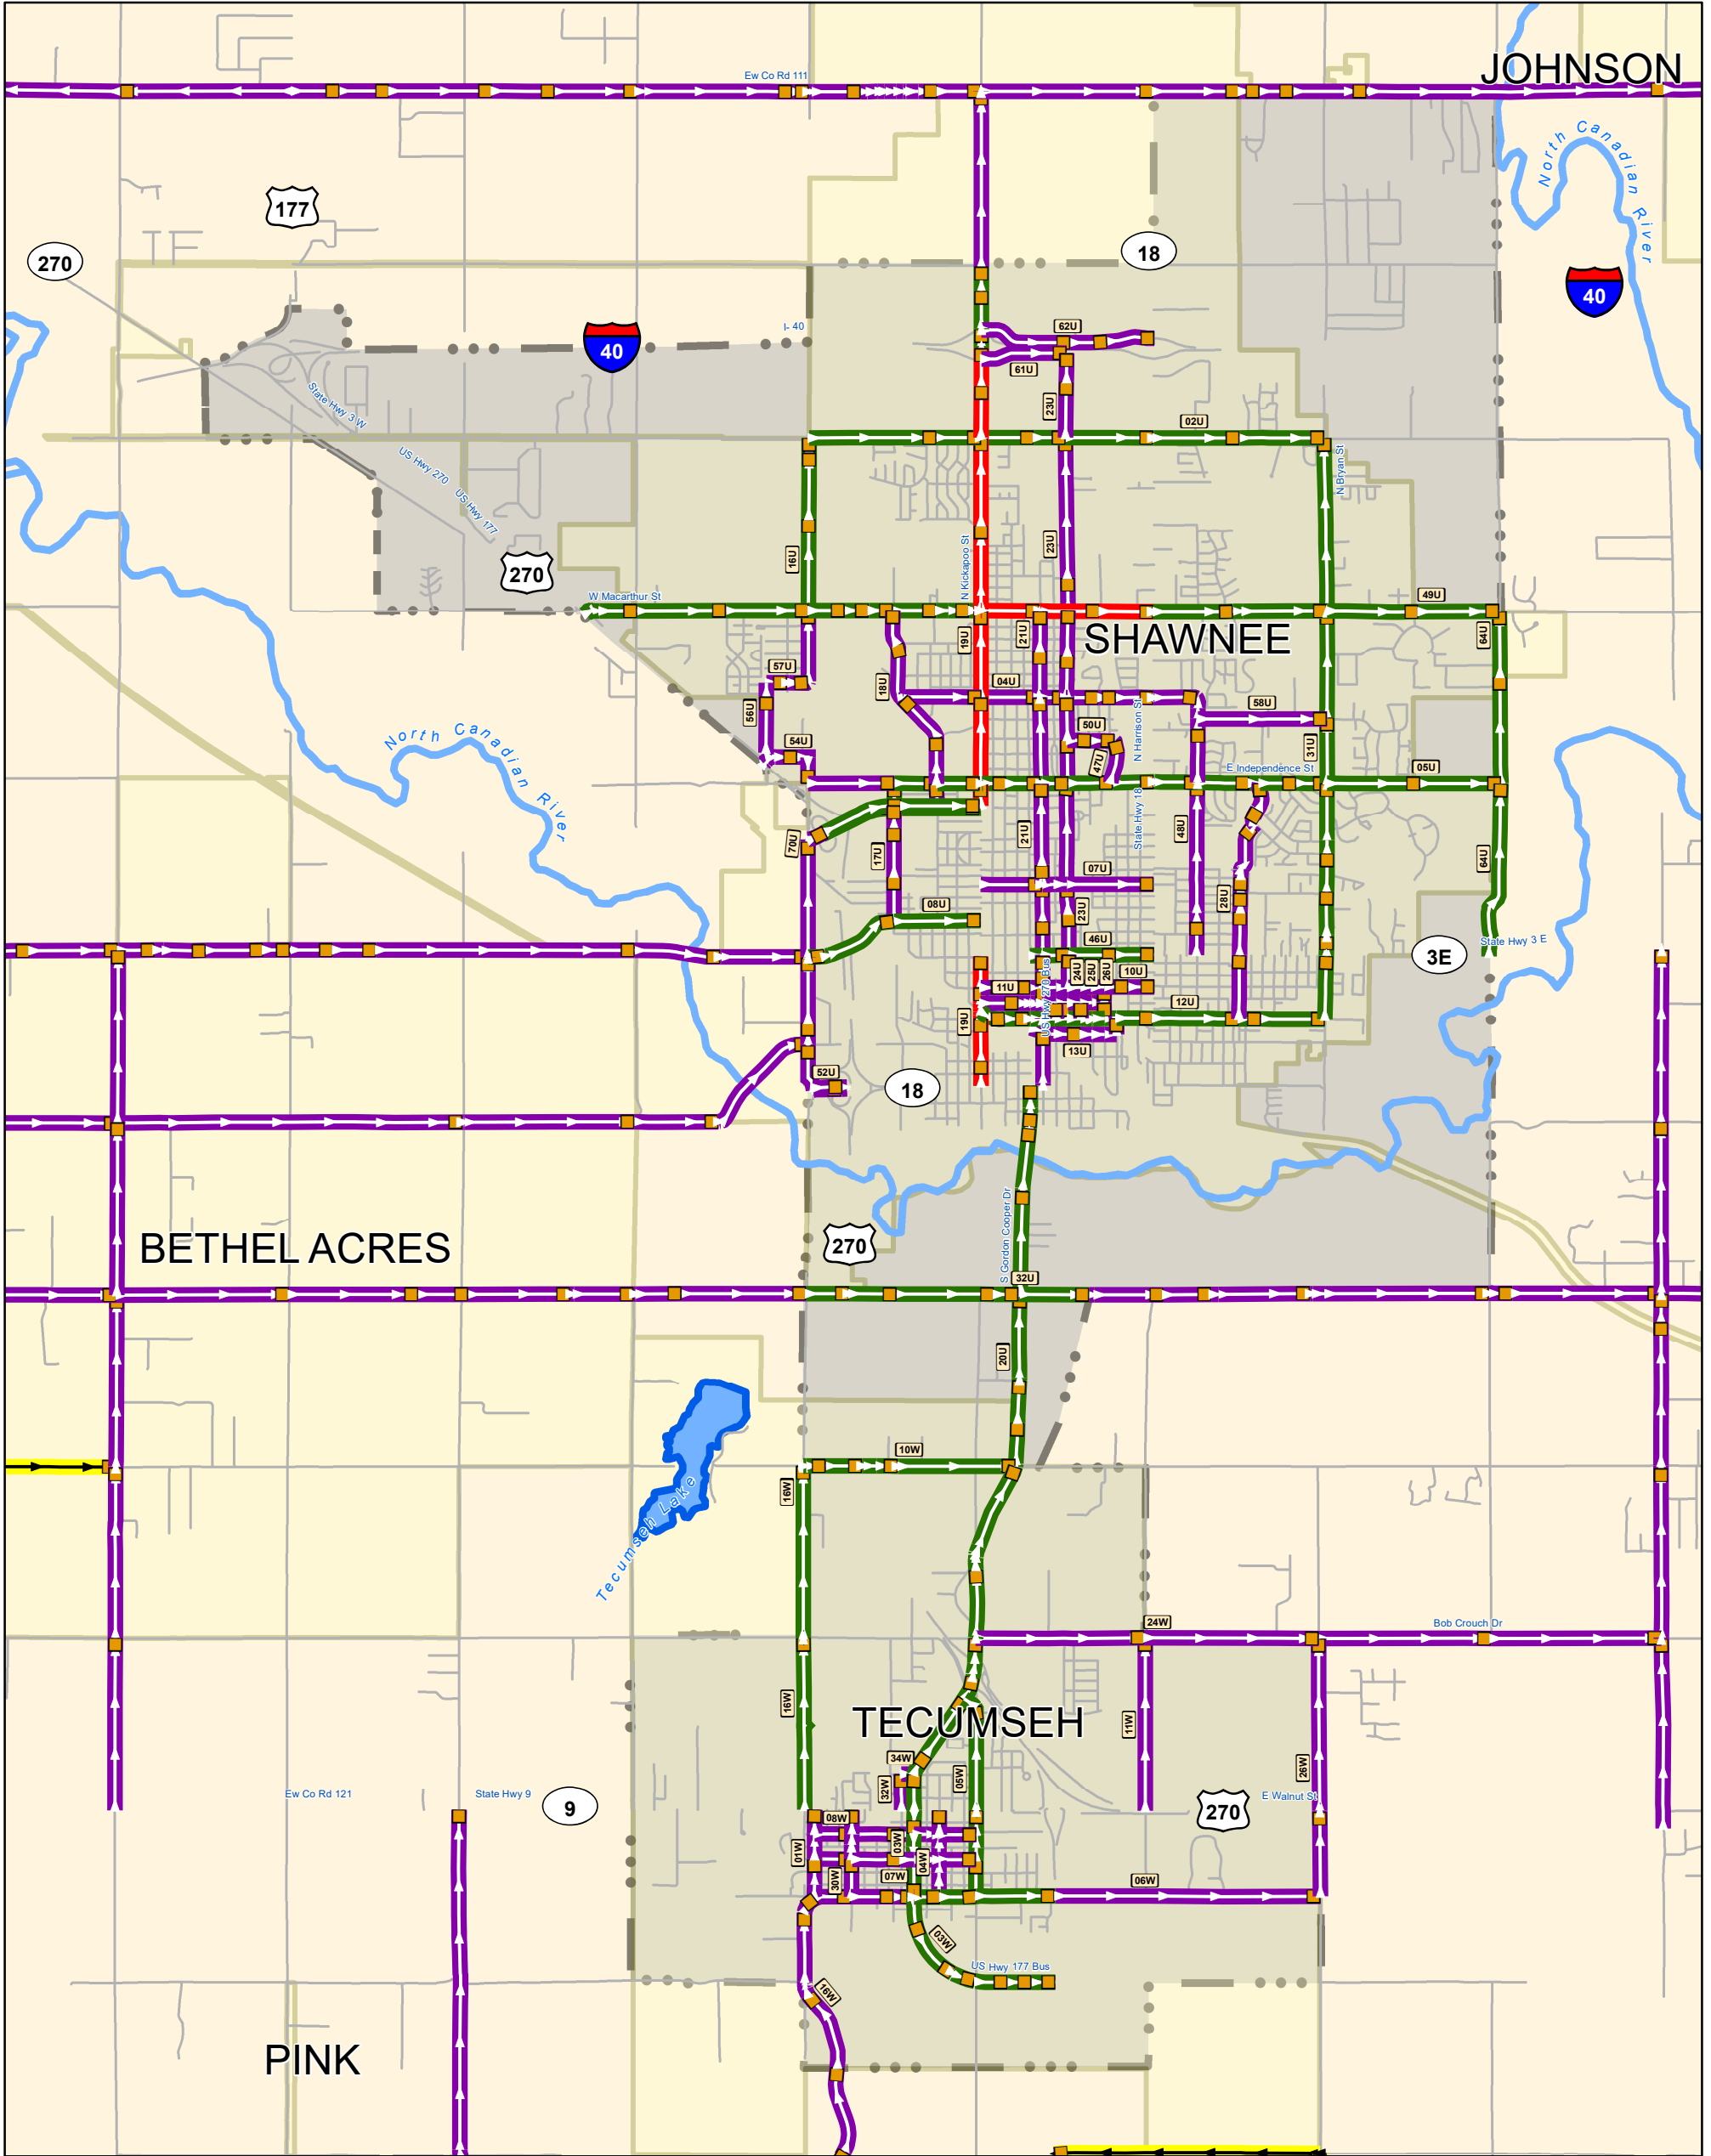 Ew Co Rd 111
JOHNSON
North Canadian River
177
18
270
40
I- 40
40
62U
61U
State Hwy 3 W
23U
02U
US Hwy 270
US Hwy 177
N Bryan St
16U
23U
N Kickapoo St
270
W Macarthur St
49U
19U
21U
SHAWNEE
64U
57U
18U
04U
56U
58U
N Harrison St
50U
54U
31U
47U
E Independence St
05U
North Canadian River
State Hwy 18
70U
17U
21U
48U
64U
07U
28U
08U
23U
46U
State Hwy 3 E
3E
24U
25U
26U
10U
11U
US Hwy 270 Bus
12U
19U
13U
52U
18
S Gordon Cooper Dr
BETHEL ACRES
270
32U
20U
10W
16W
Tecumseh Lake
24W
Bob Crouch Dr
16W
TECUMSEH
11W
34W
32W
05W
26W
Ew Co Rd 121
State Hwy 9
9
E Walnut St
270
08W
01W
03W
04W
30W
07W
06W
03W
US Hwy 177 Bus
16W
PINK